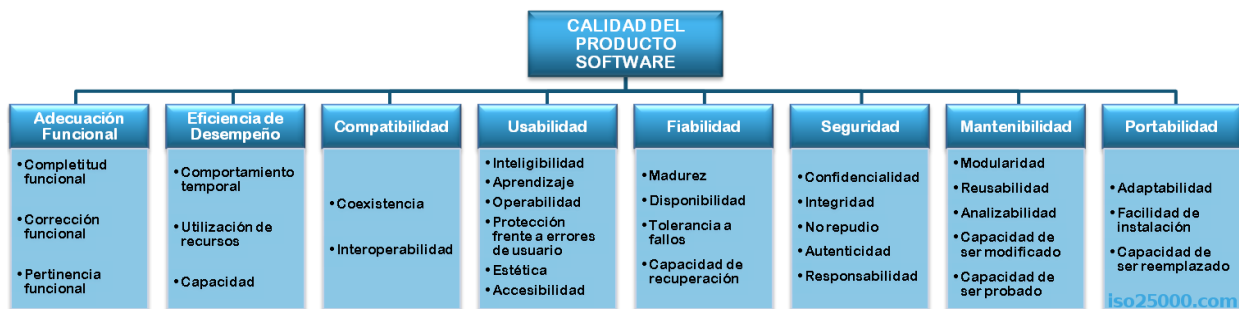 CALIDAD DEL
PRODUCTO
SOFTWARE
Adecuación
Funcional
• Completitud
funcional
• Corrección
funcional
• Pertinencia
funcional
Eficiencia de
Desempeño
• Comportamiento
temporal
• Utilización de
recursos
• Capacidad
Compatibilidad
• Coexistencia
• Interoperabilidad
Usabilidad
• Inteligibilidad
• Aprendizaje
• Operabilidad
• Protección
frente a errores
de usuario
• Estética
• Accesibilidad
Fiabilidad
• Madurez
• Disponibilidad
• Tolerancia a
fallos
• Capacidad de
recuperación
Seguridad
• Confidencialidad
• Integridad
• No repudio
• Autenticidad
• Responsabilidad
Mantenibilidad
• Modularidad
• Reusabilidad
• Analizabilidad
• Capacidad de
ser modificado
• Capacidad de
ser probado
Portabilidad
• Adaptabilidad
• Facilidad de
instalación
• Capacidad de
ser reemplazado
iso25000.com